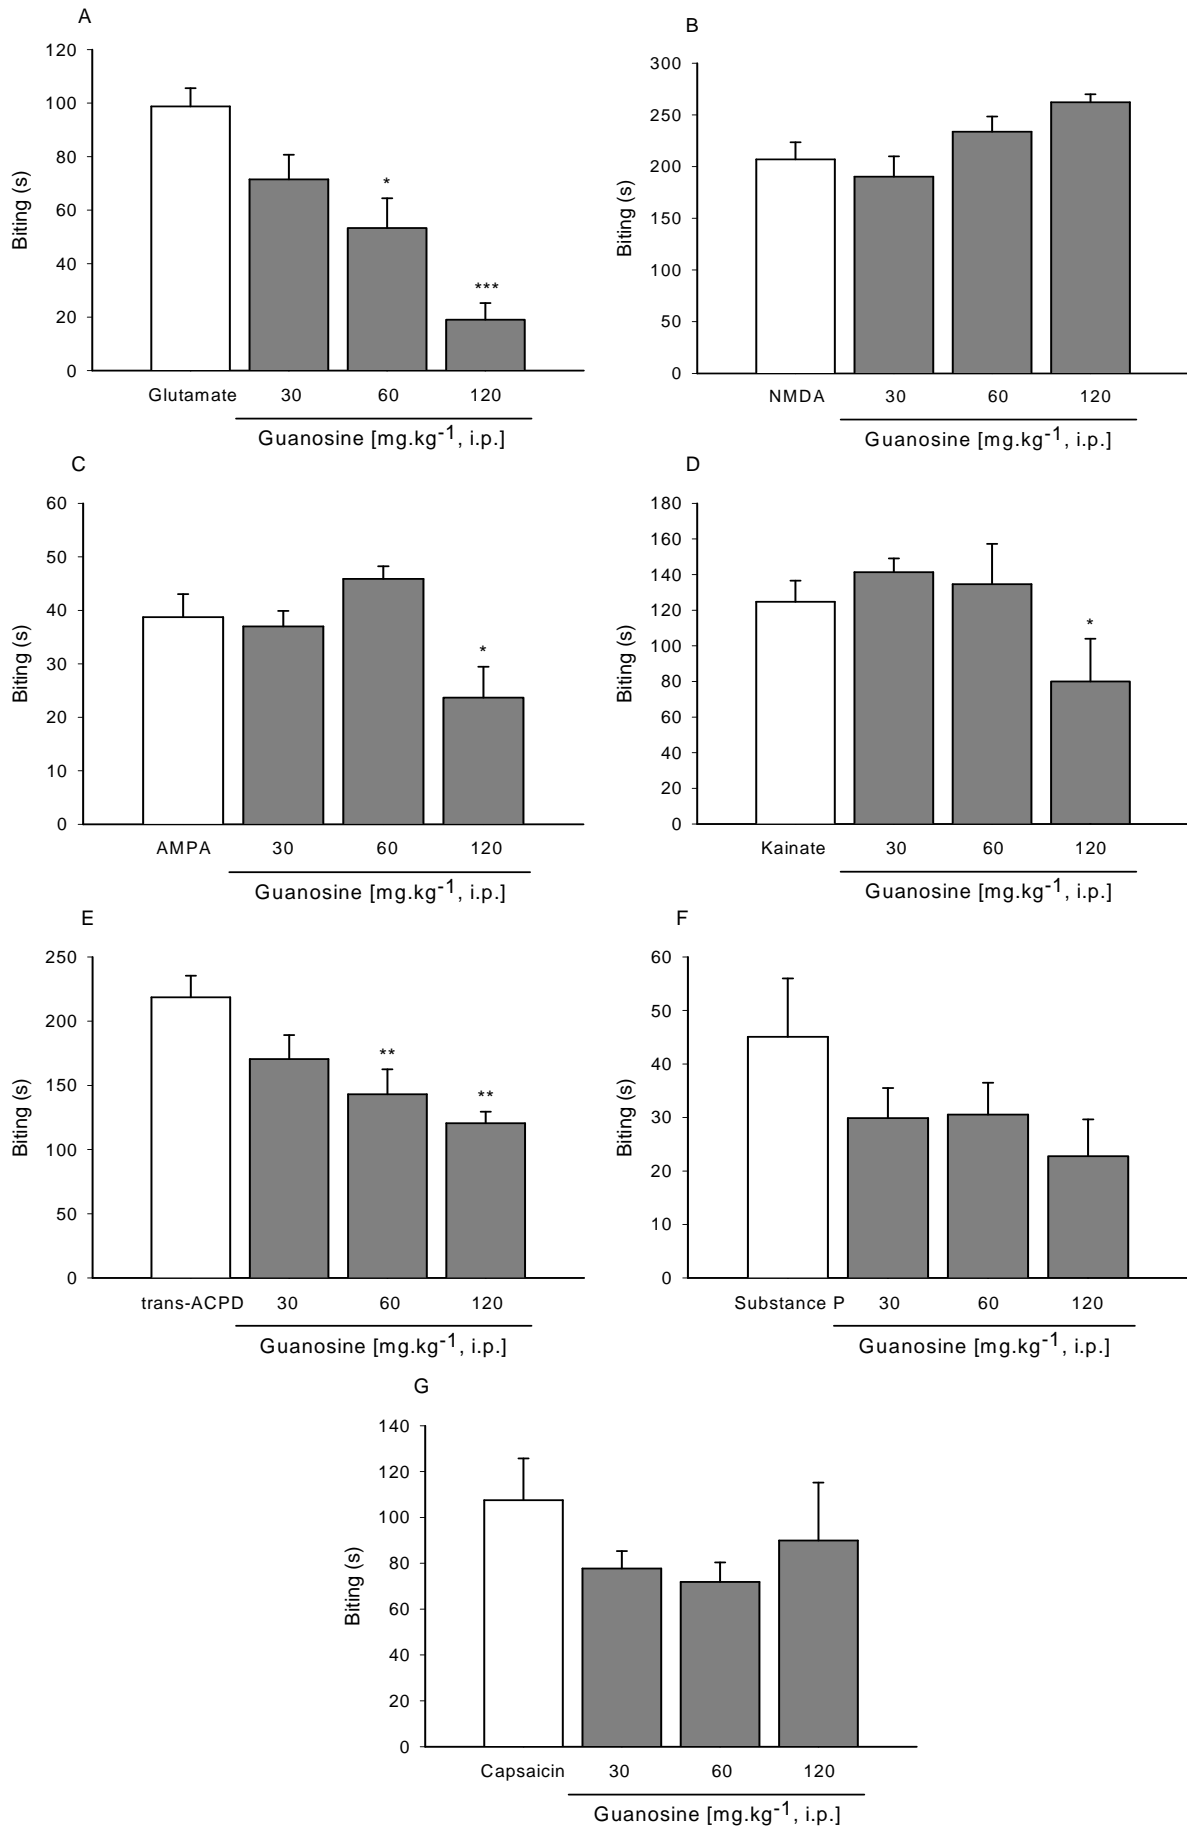 A
120
100
80
60
40
20
0
Biting (s)
*
***
Glutamate 30 60 120
Guanosine [mg.kg-1, i.p.]
B
300
250
200
150
100
50
0
Biting (s)
NMDA 30 60 120
Guanosine [mg.kg-1, i.p.]
C
60
50
40
30
20
10
0
Biting (s)
*
AMPA 30 60 120
Guanosine [mg.kg-1, i.p.]
D
180
160
140
120
100
80
60
40
20
0
Biting (s)
*
Kainate 30 60 120
Guanosine [mg.kg-1, i.p.]
E
250
200
150
100
50
0
Biting (s)
**
**
trans-ACPD 30 60 120
Guanosine [mg.kg-1, i.p.]
F
60
50
40
30
20
10
0
Biting (s)
Substance P 30 60 120
Guanosine [mg.kg-1, i.p.]
G
140
120
100
80
60
40
20
0
Biting (s)
Capsaicin 30 60 120
Guanosine [mg.kg-1, i.p.]